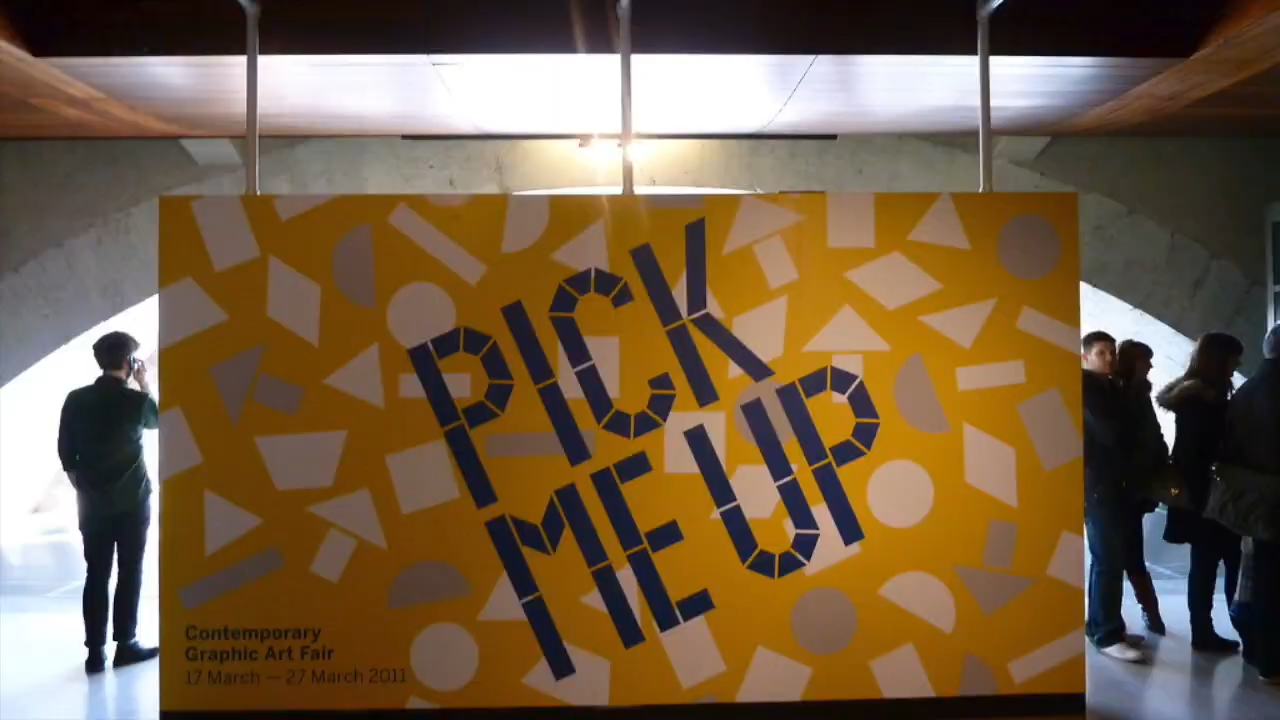 PICK
ME UP
Contemporary
Graphic Art Fair
17 March — 27 March 2011